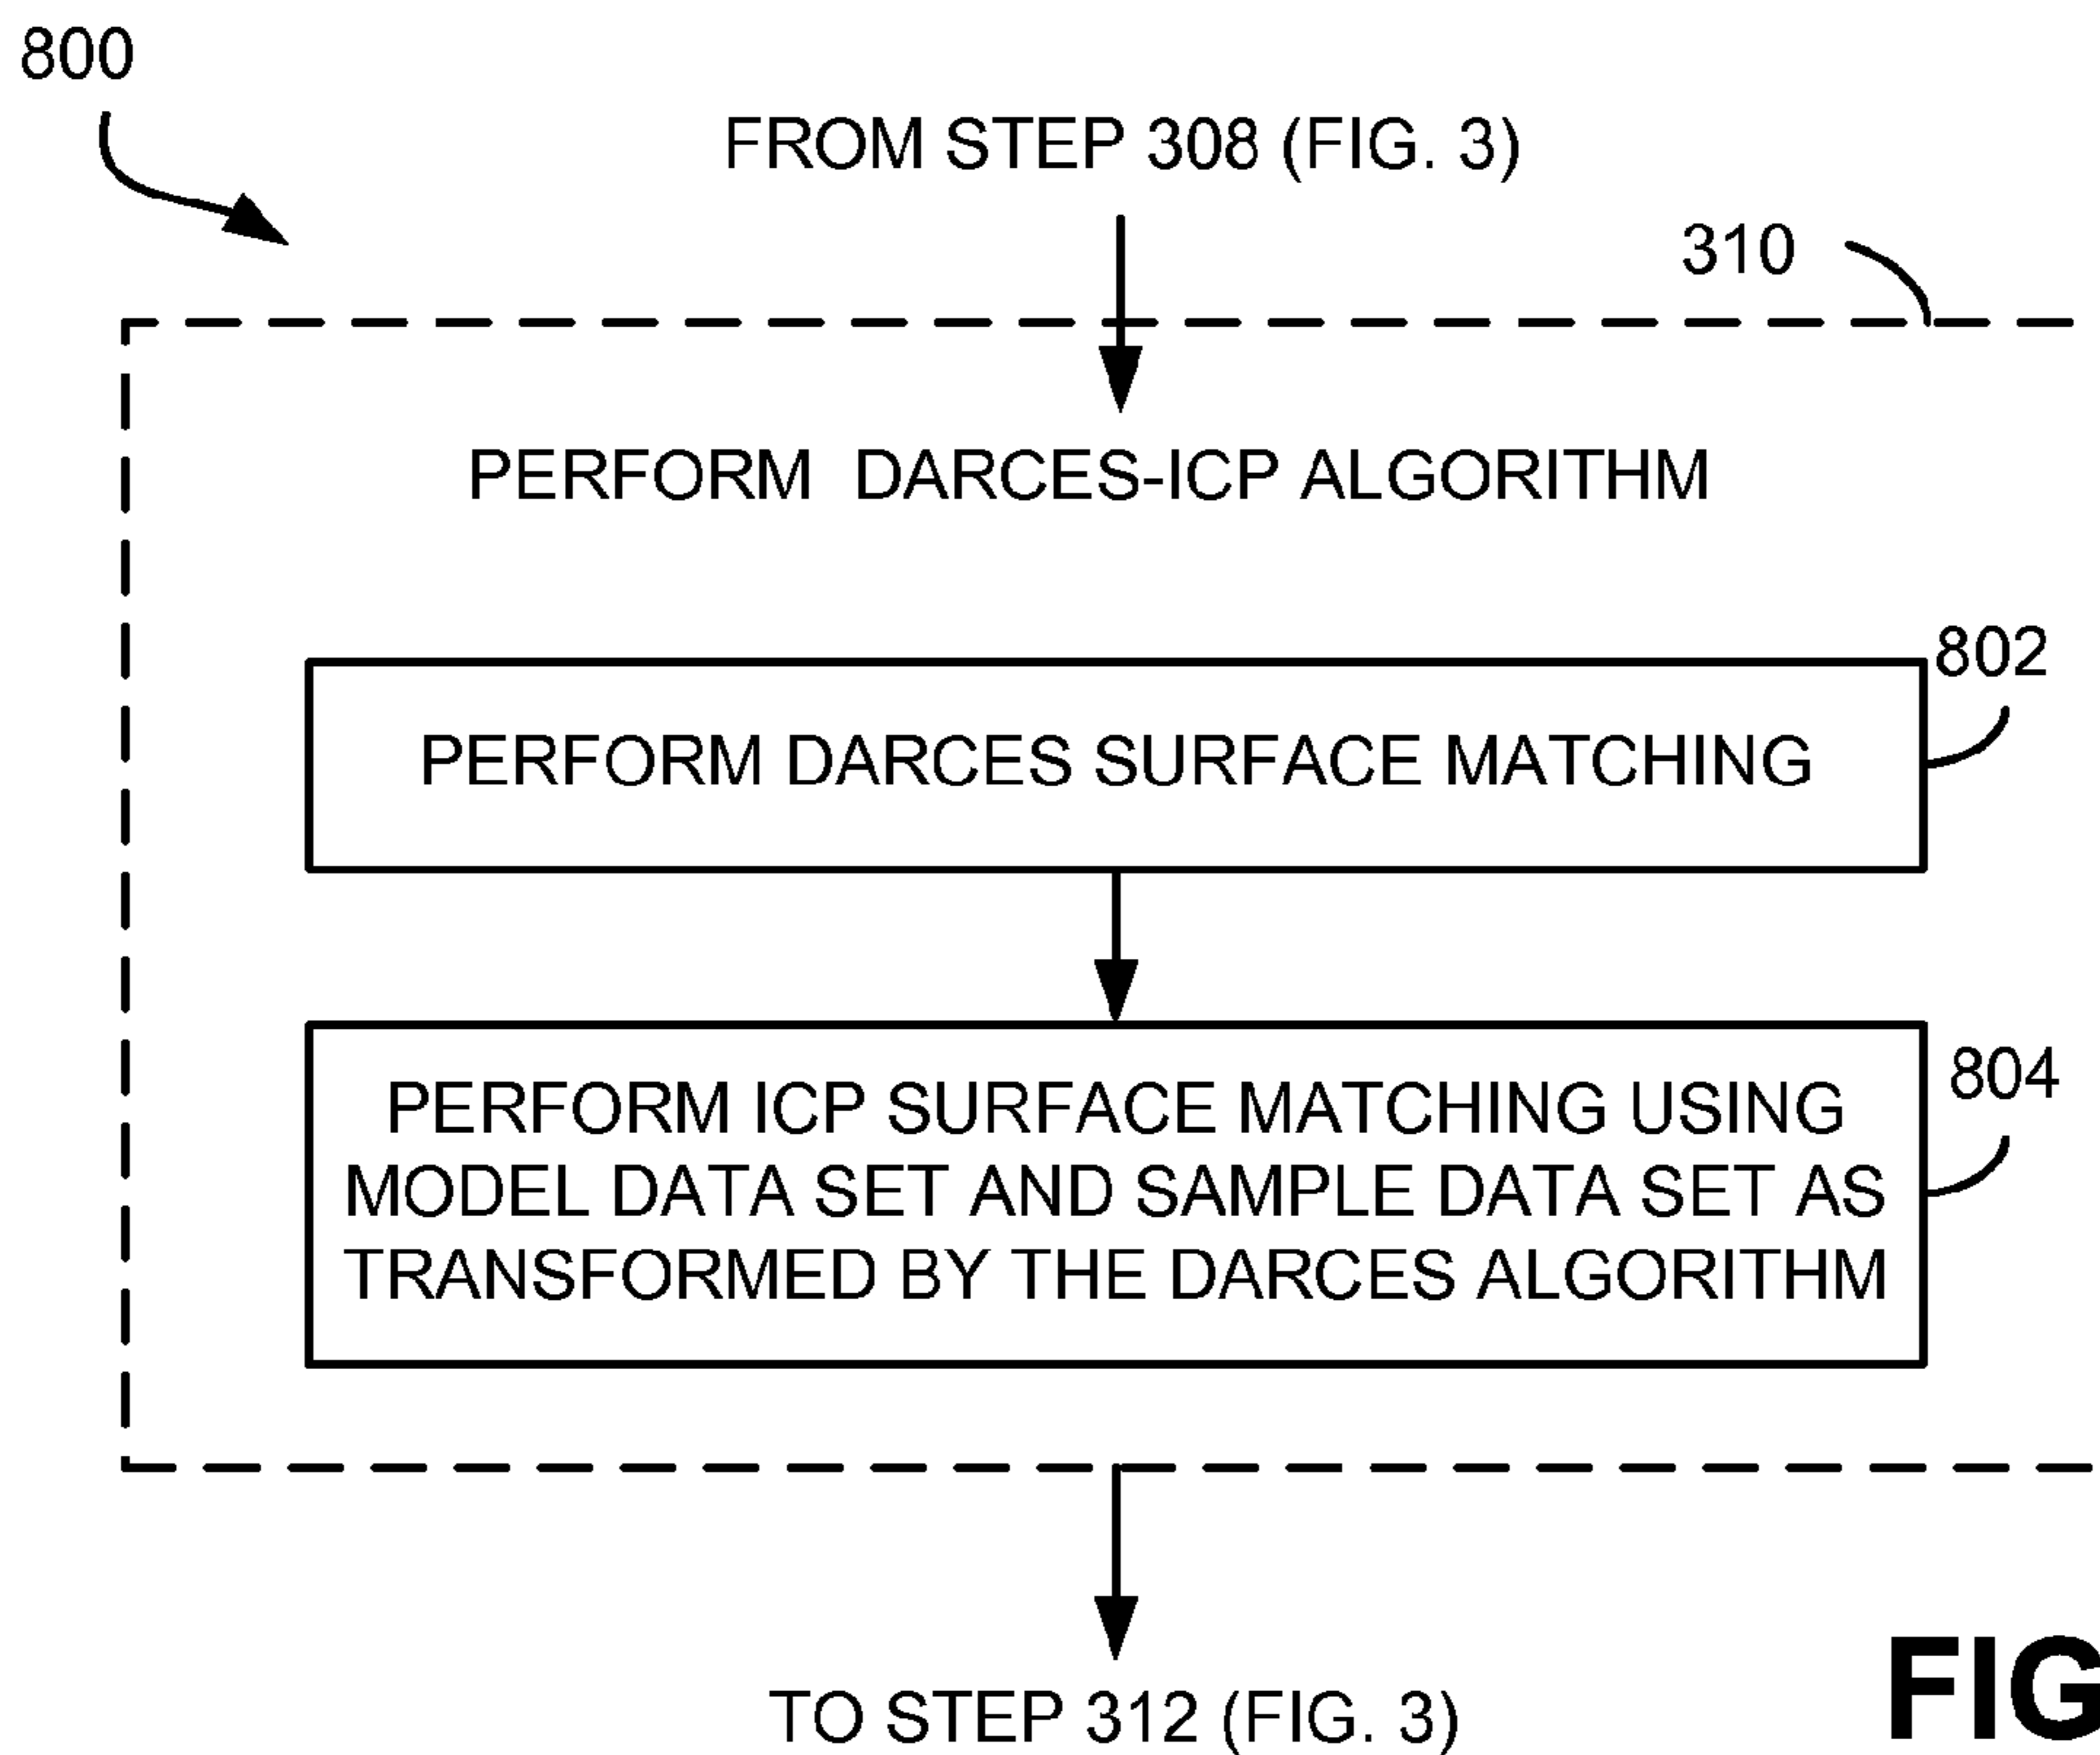 800
FROM STEP 308 (FIG. 3)
310
PERFORM DARCES-ICP ALGORITHM
802
PERFORM DARCES SURFACE MATCHING
804
PERFORM ICP SURFACE MATCHING USING
MODEL DATA SET AND SAMPLE DATA SET AS
TRANSFORMED BY THE DARCES ALGORITHM
TO STEP 312 (FIG. 3)
FIG